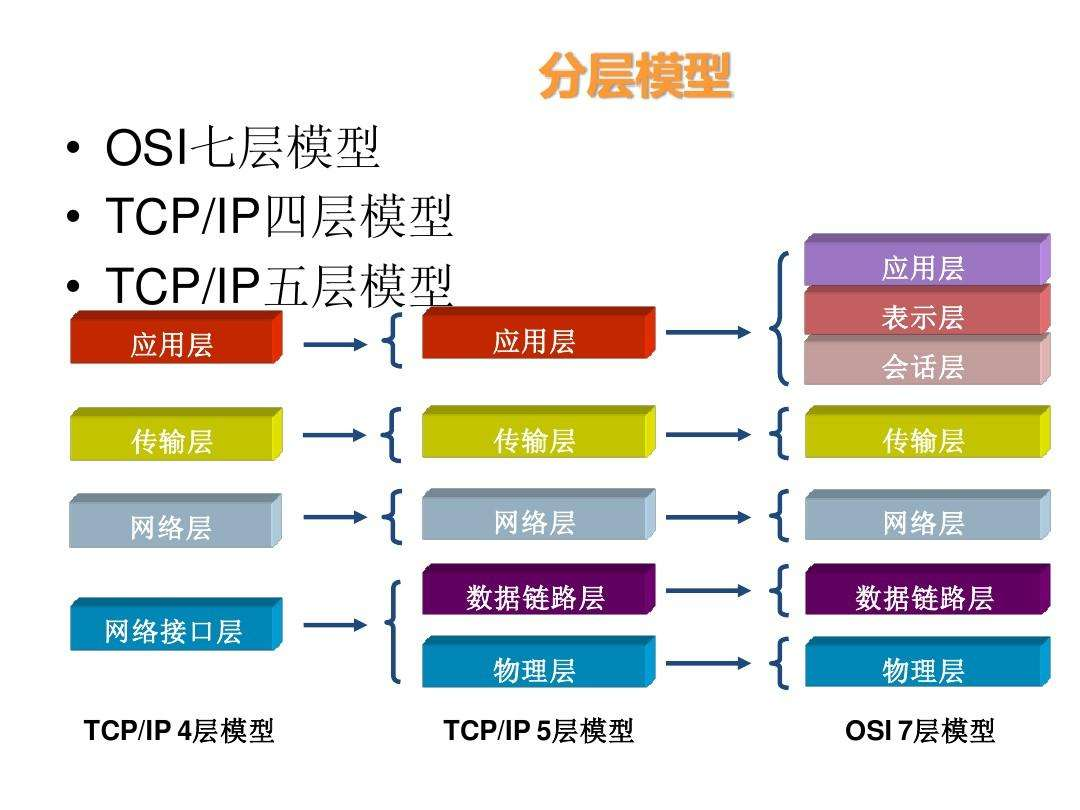 分层模型
• OSI七层模型
• TCP/IP四层模型
• TCP/IP五层模型
应用层
传输层
网络层
网络接口层
TCP/IP 4层模型
应用层
传输层
网络层
数据链路层
物理层
TCP/IP 5层模型
应用层
表示层
会话层
传输层
网络层
数据链路层
物理层
OSI 7层模型